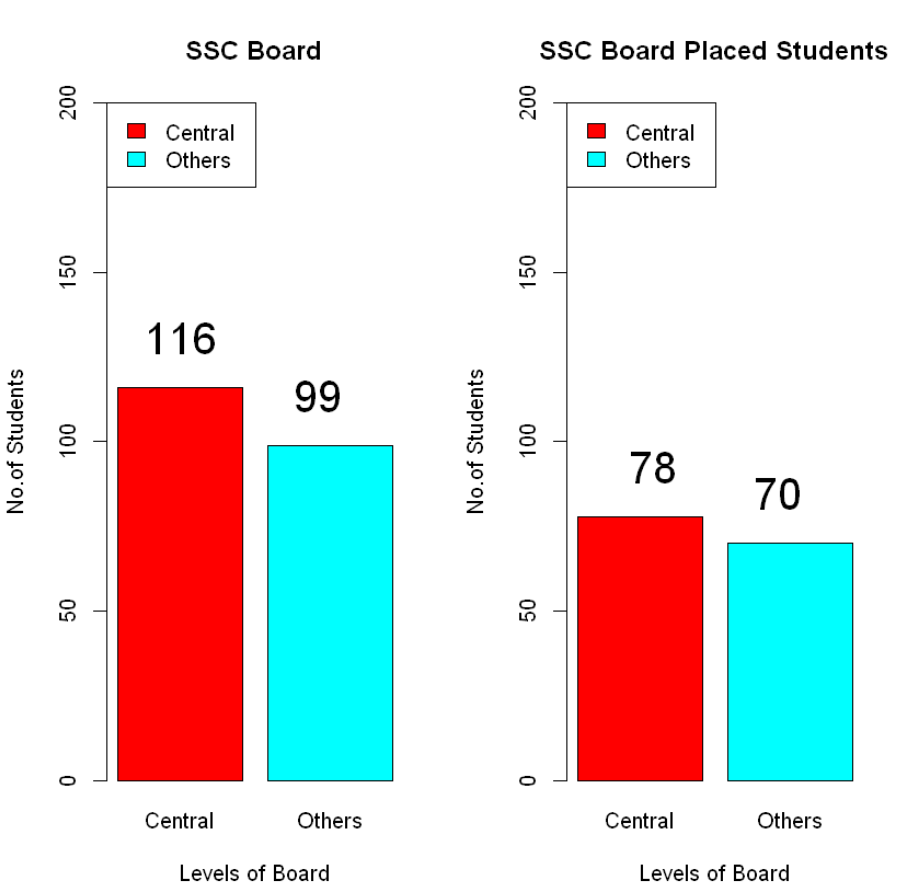 SSC Board
200
150
100
50
0
No.of Students
Central
Others
116
99
Central
Others
Levels of Board
SSC Board Placed Students
200
150
100
50
0
No.of Students
Central
Others
78
70
Central
Others
Levels of Board